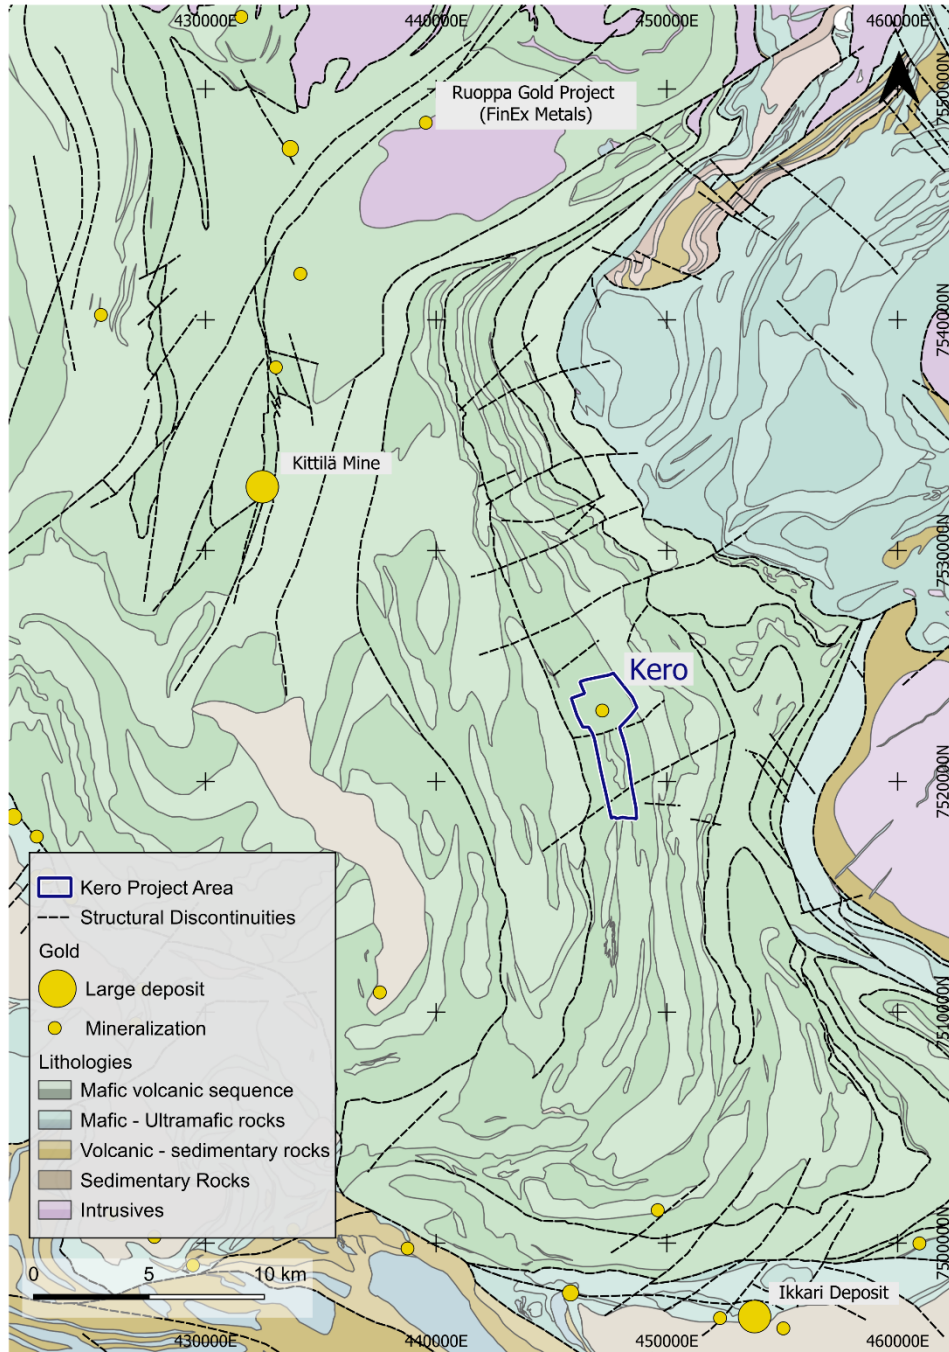 430000E
440000E
450000E
460000E
Ruoppa Gold Project
(FinEx Metals)
7550000N
7540000N
Kittilä Mine
7530000N
Kero
7520000N
Kero Project Area
Structural Discontinuities
Gold
Large deposit
Mineralization
Lithologies
Mafic volcanic sequence
Mafic - Ultramafic rocks
Volcanic - sedimentary rocks
Sedimentary Rocks
Intrusives
7510000N
7500000N
0
5
10 km
Ikkari Deposit
430000E
440000E
450000E
460000E